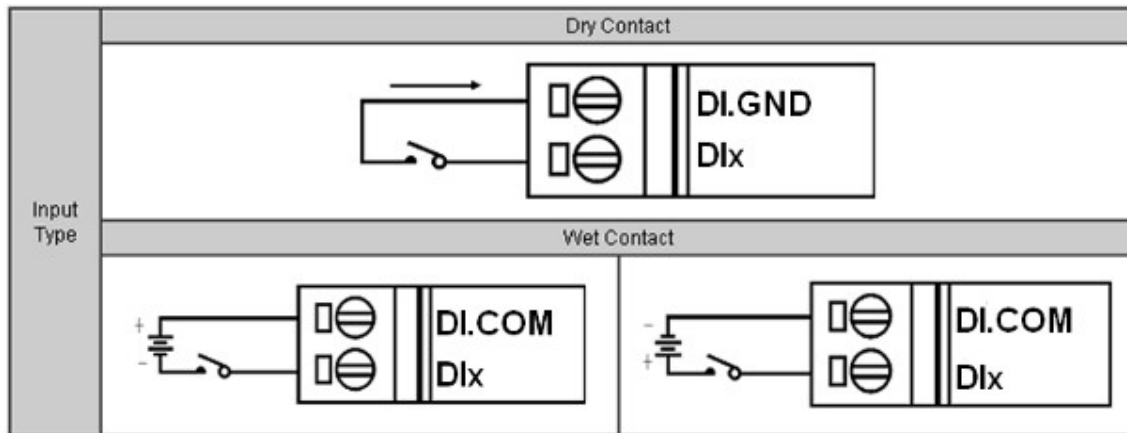 Dry Contact
DI.GND
DIx
Input
Type
Wet Contact
+
-
DI.COM
DIx
-
+
DI.COM
DIx